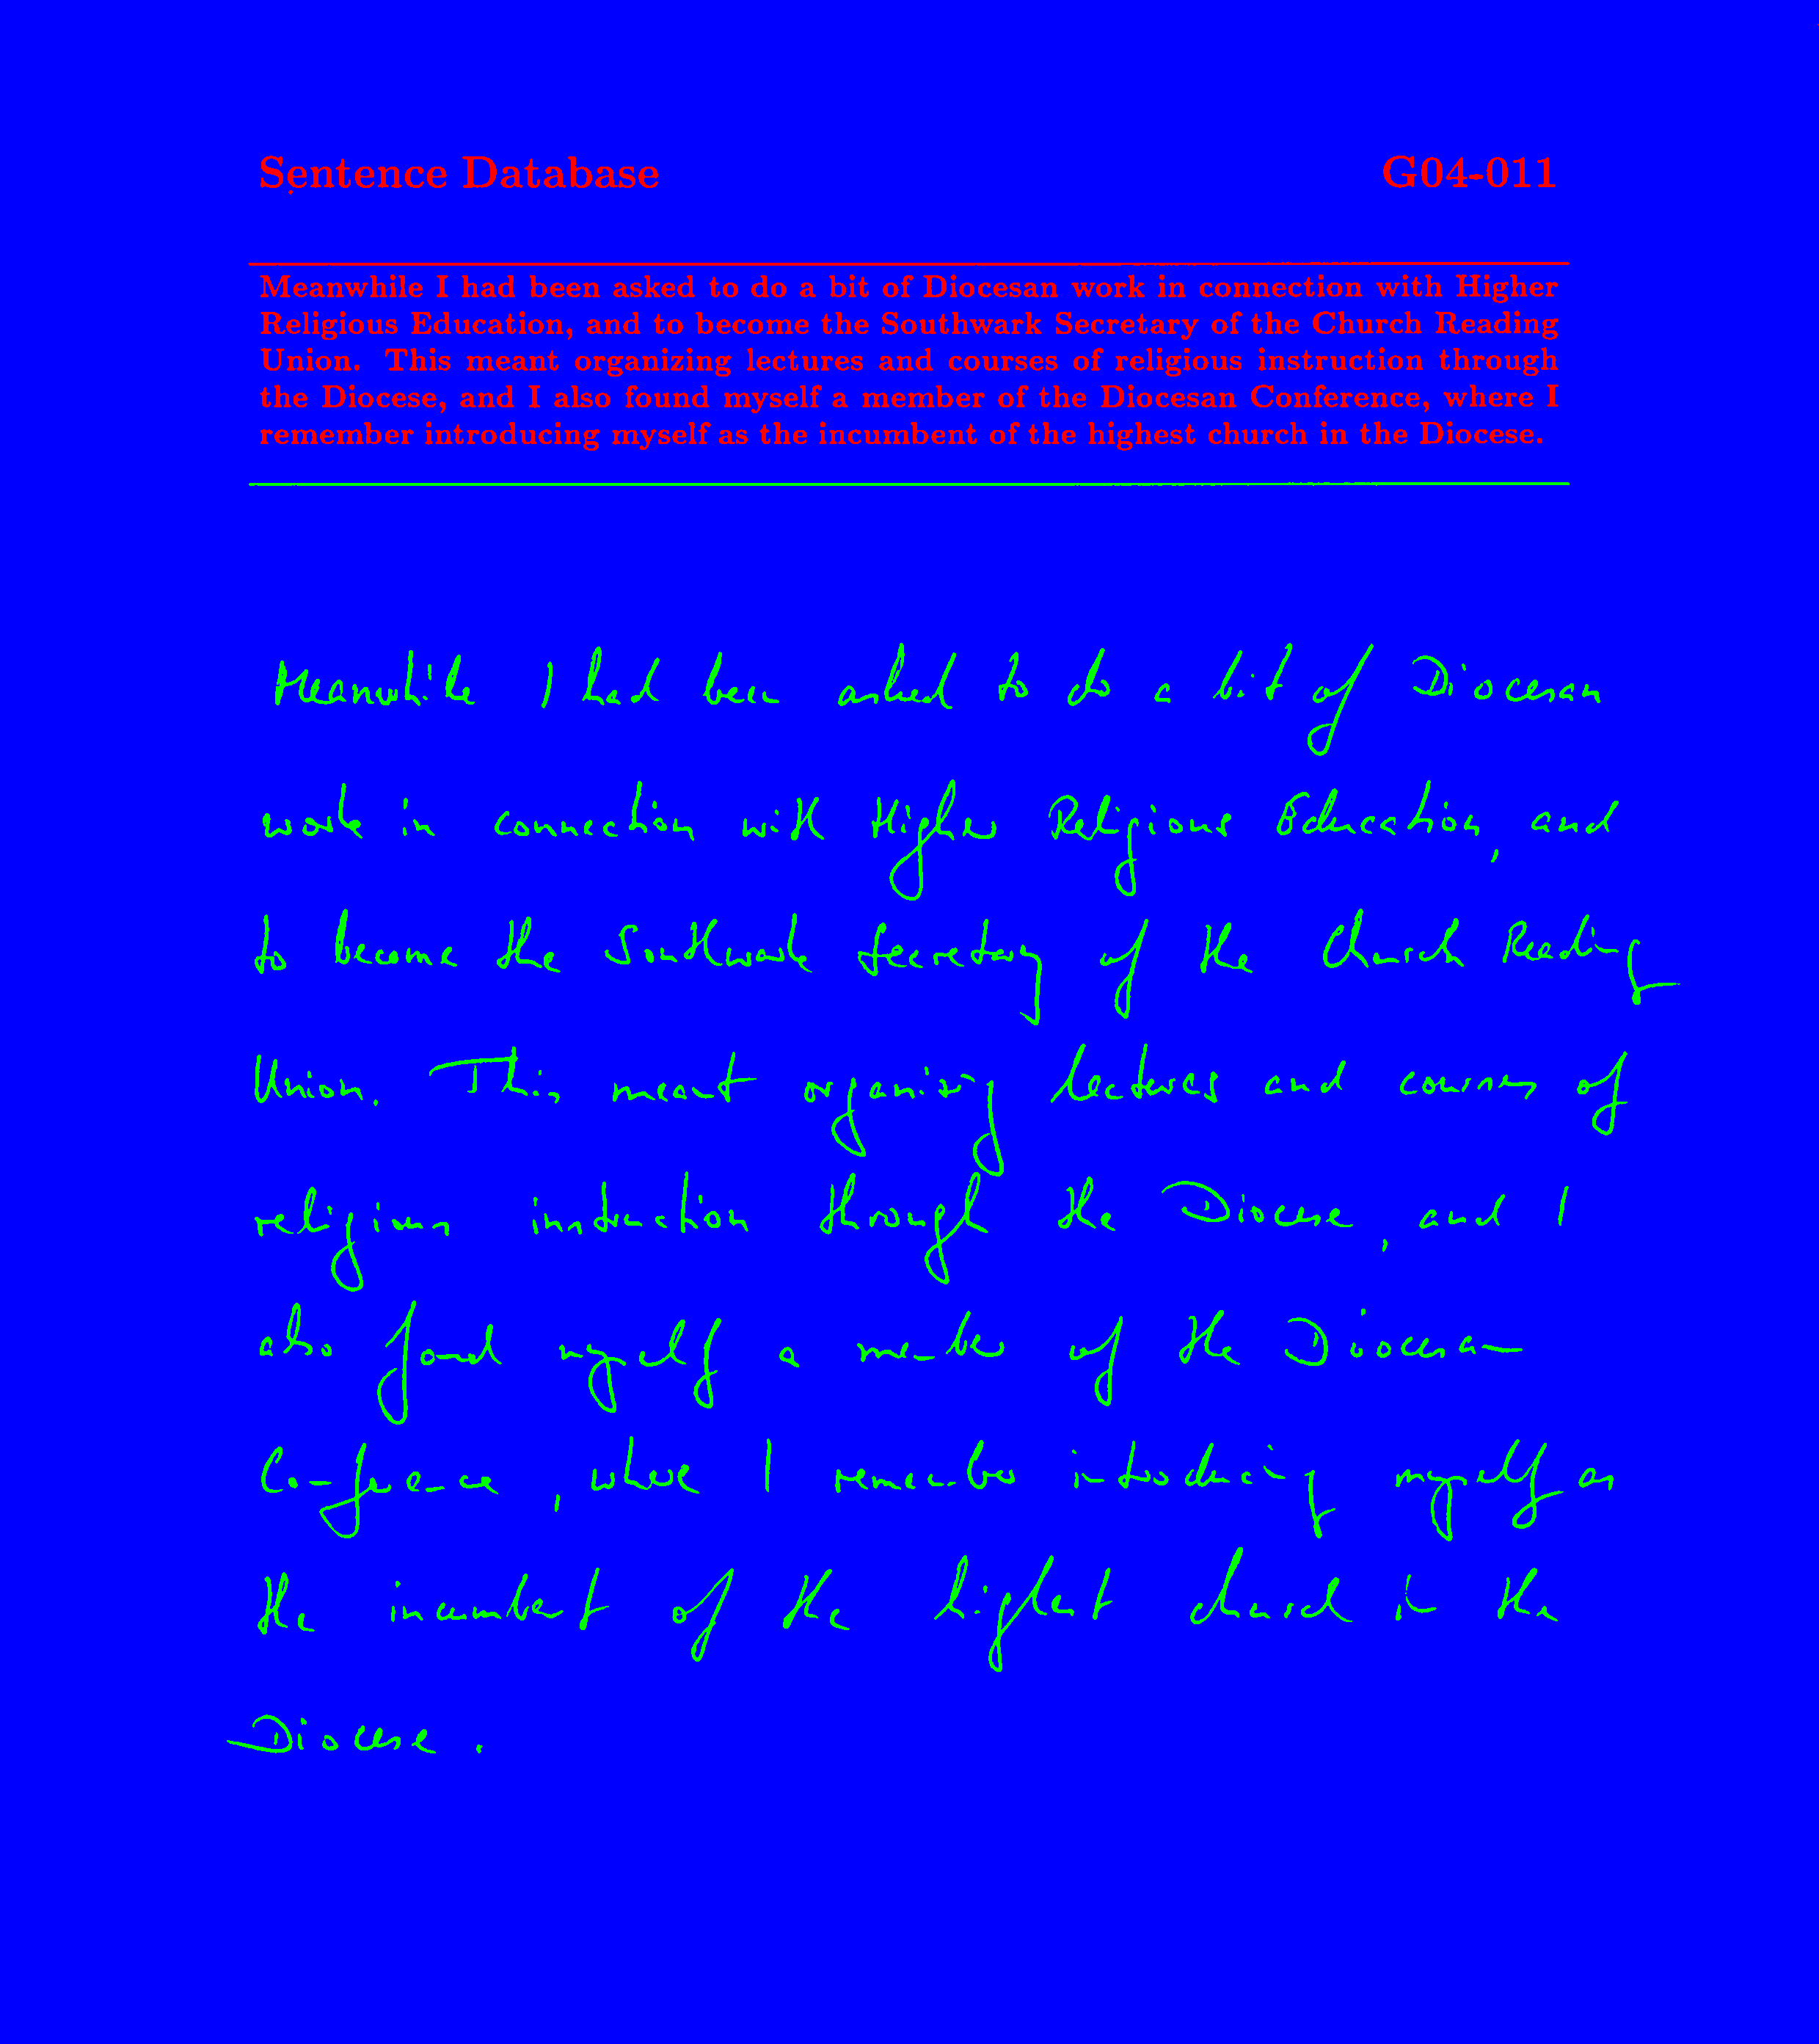 Sentence Database G04-011
Meanwhile I had been asked to do a bit of Diocesan work in connection with Higher
Religious Education, and to become the Southwark Secretary of the Church Reading
Union. This meant organizing lectures and courses of religious instruction through
the Diocese, and I also found myself a member of the Diocesan Conference, where I
remember introducing myself as the incumbent of the highest church in the Diocese.
Meanwhile I had been asked to do a bit of Diocesan
work in connection with Higher Religious Education, and
to become the Southwark Secretary of the Church Reading
Union. This meant organizing lectures and courses of
religious instruction through the Diocese, and I
also found myself a member of the Diocesan
Conference, where I remember introducing myself as
the incumbent of the highest church in the
Diocese.